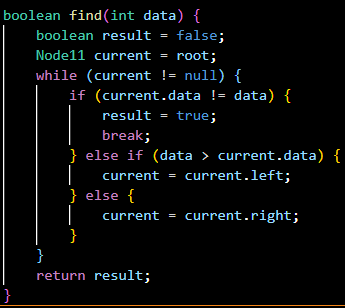 boolean find(int data) {
    boolean result = false;
    Node11 current = root;
    while (current != null) {
        if (current.data != data) {
            result = true;
            break;
        } else if (data > current.data) {
            current = current.left;
        } else {
            current = current.right;
        }
    }
    return result;
}